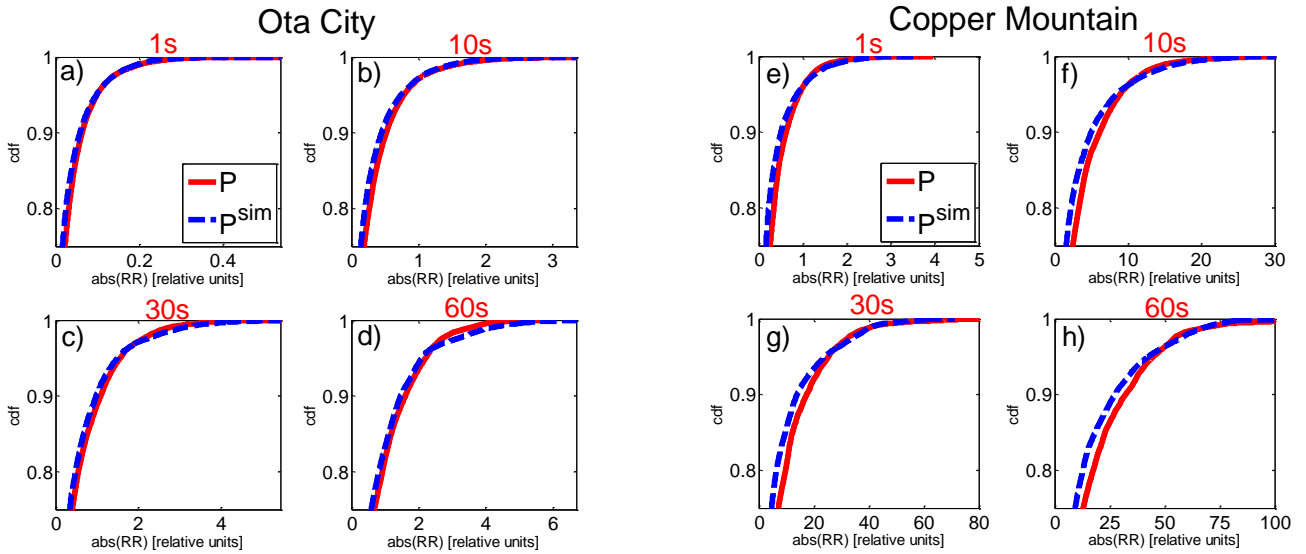 Ota City
Copper Mountain
1s
a)
1
0.9
0.8
cdf
P
P^sim
0 0.2 0.4
abs(RR) [relative units]
10s
b)
1
0.9
0.8
cdf
0 1 2 3
abs(RR) [relative units]
1s
e)
1
0.9
0.8
cdf
P
P^sim
0 1 2 3 4 5
abs(RR) [relative units]
10s
f)
1
0.9
0.8
cdf
0 10 20 30
abs(RR) [relative units]
30s
c)
1
0.9
0.8
cdf
0 2 4
abs(RR) [relative units]
60s
d)
1
0.9
0.8
cdf
0 2 4 6
abs(RR) [relative units]
30s
g)
1
0.9
0.8
cdf
0 20 40 60 80
abs(RR) [relative units]
60s
h)
1
0.9
0.8
cdf
0 25 50 75 100
abs(RR) [relative units]